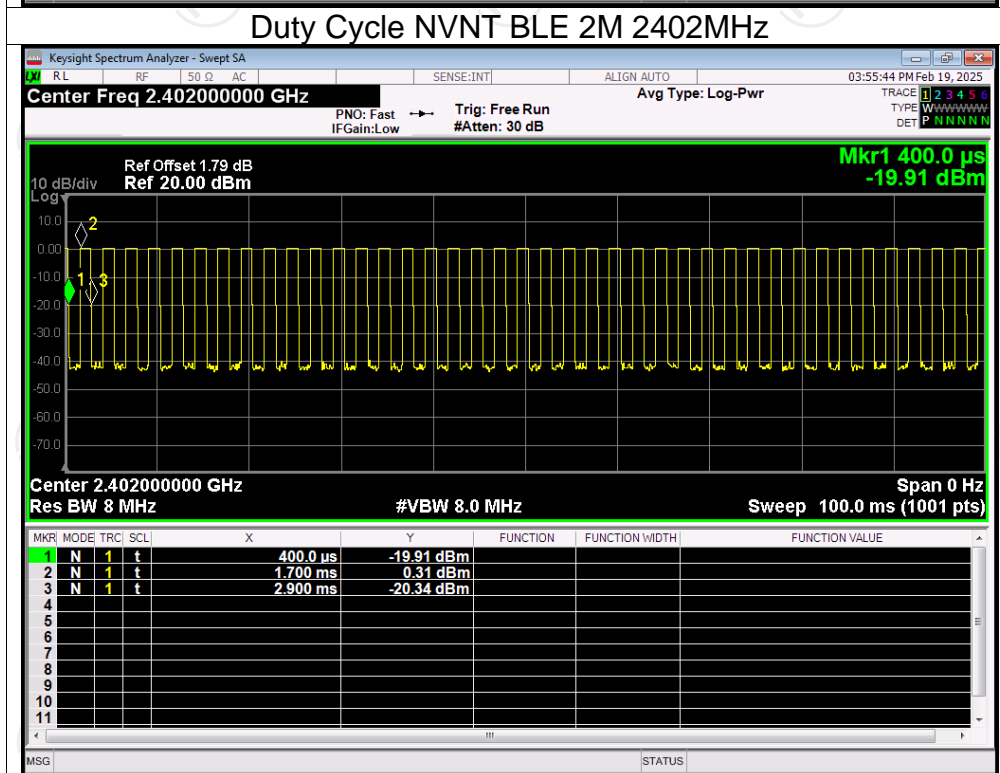 Duty Cycle NVNT BLE 2M 2402MHz
Keysight Spectrum Analyzer - Swept SA
LXI RL RF 50 Ω AC SENSE:INT ALIGN AUTO 03:55:44 PM Feb 19, 2025
Center Freq 2.402000000 GHz Avg Type: Log-Pwr TRACE 1 2 3 4 5 6
PNO: Fast Trig: Free Run TYPE WWWWWW
IFGain:Low #Atten: 30 dB DET P N N N N N
Mkr1 400.0 µs
Ref Offset 1.79 dB
10 dB/div Ref 20.00 dBm -19.91 dBm
Log
10.0
2
0.00
-10.0
1 3
-20.0
-30.0
-40.0
-50.0
-60.0
-70.0
Center 2.402000000 GHz Span 0 Hz
Res BW 8 MHz #VBW 8.0 MHz Sweep 100.0 ms (1001 pts)
MKR MODE TRC SCL X Y FUNCTION FUNCTION WIDTH FUNCTION VALUE
1 N 1 t 400.0 µs -19.91 dBm
2 N 1 t 1.700 ms 0.31 dBm
3 N 1 t 2.900 ms -20.34 dBm
4
5
6
7
8
9
10
11
MSG STATUS